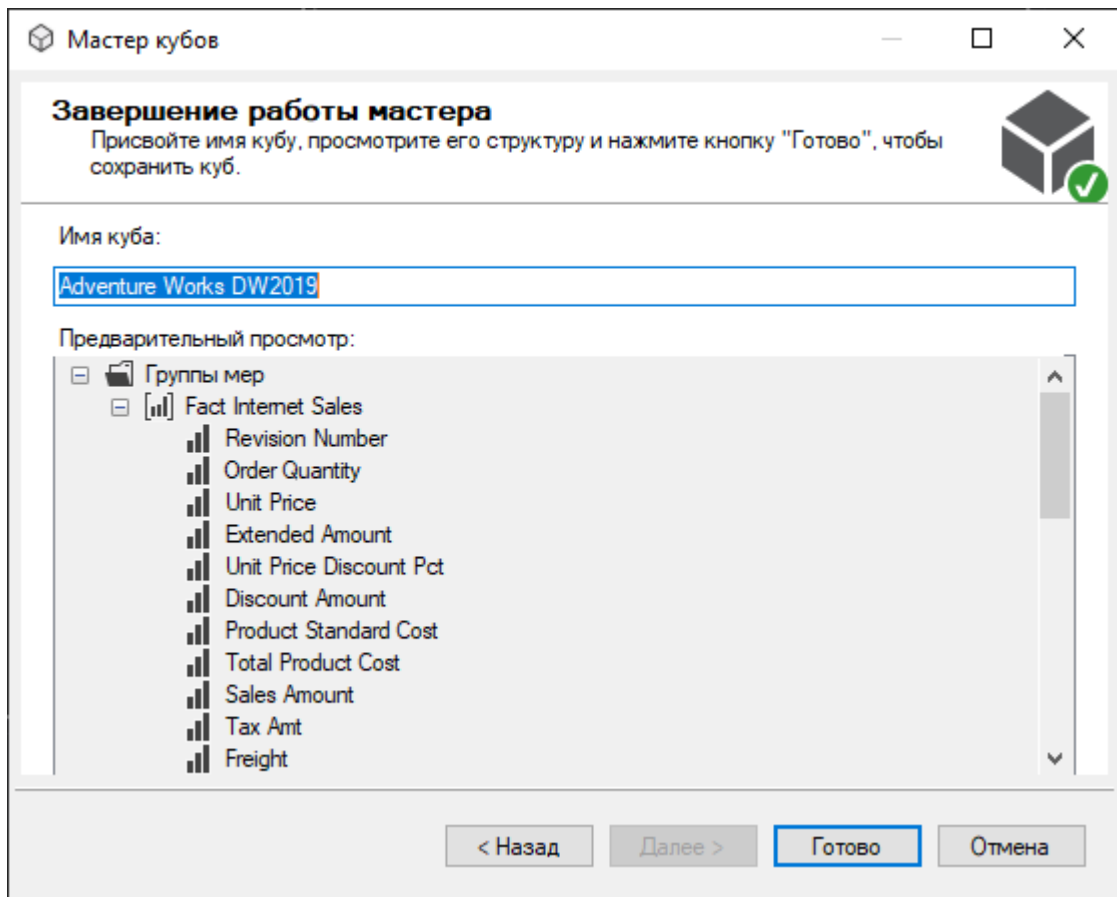 Мастер кубов
Завершение работы мастера
Присвойте имя кубу, просмотрите его структуру и нажмите кнопку "Готово", чтобы
сохранить куб.
Имя куба:
Adventure Works DW2019
Предварительный просмотр:
Группы мер
Fact Internet Sales
Revision Number
Order Quantity
Unit Price
Extended Amount
Unit Price Discount Pct
Discount Amount
Product Standard Cost
Total Product Cost
Sales Amount
Tax Amt
Freight
< Назад Далее > Готово Отмена